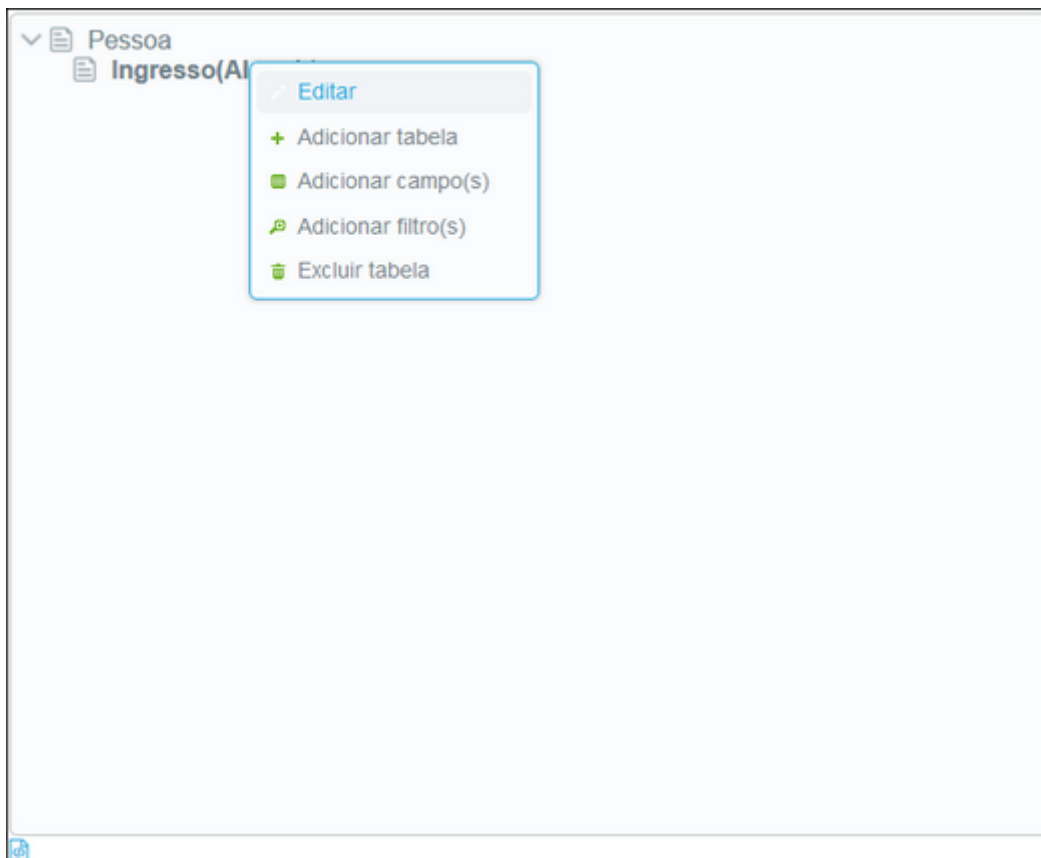 Pessoa
Ingresso(Al
Editar
Adicionar tabela
Adicionar campo(s)
Adicionar filtro(s)
Excluir tabela